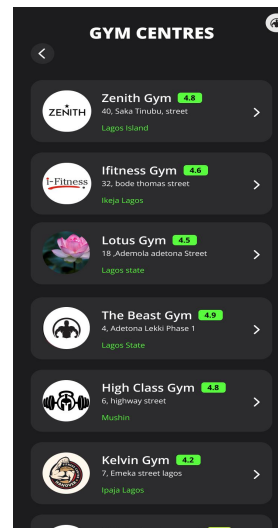 GYM CENTRES
Zenith Gym 4.8
ZENITH
40, Saka Tinubu, street
Lagos Island
Ifitness Gym 4.6
i-Fitness
32, bode thomas street
Ikeja Lagos
Lotus Gym 4.5
18 ,Ademola adetona Street
Lagos state
The Beast Gym 4.9
4, Adetona Lekki Phase 1
Lagos State
High Class Gym 4.8
6, highway street
Mushin
Kelvin Gym 4.2
7, Emeka street lagos
Ipaja Lagos